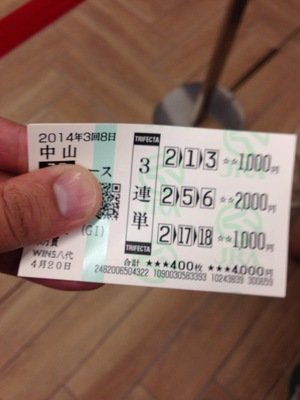 2014年3回8日
中山
ース
(GI)
WINS八代
4月20日
TRIFECTA
3連単
TRIFECTA
2 1 3 ☆☆1,000円
2 5 6 ☆☆2,000円
2 17 18 ☆☆1,000円
合計 ★★★400枚 ★★★4,000円
2482006504322 1090030583393 10243839 300659